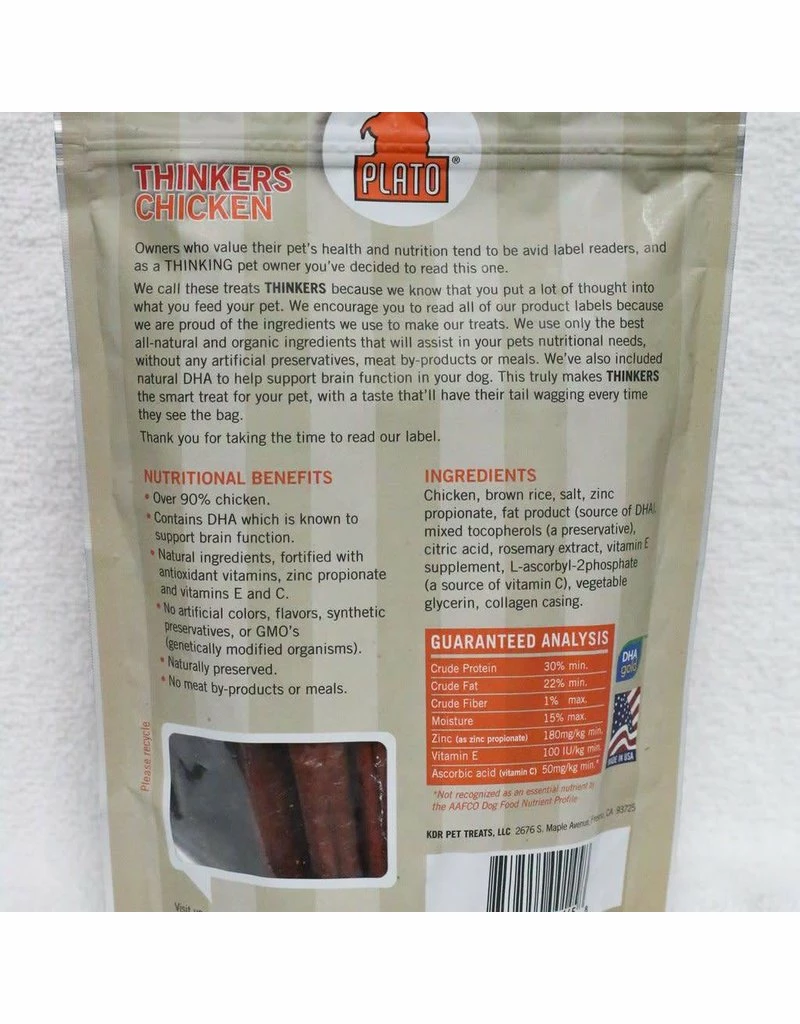 PLATO®
THINKERS
CHICKEN
Owners who value their pet's health and nutrition tend to be avid label readers, and
as a THINKING pet owner you've decided to read this one.
We call these treats THINKERS because we know that you put a lot of thought into
what you feed your pet. We encourage you to read all of our product labels because
we are proud of the ingredients we use to make our treats. We use only the best
all-natural and organic ingredients that will assist in your pets nutritional needs,
without any artificial preservatives, meat by-products or meals. We've also included
natural DHA to help support brain function in your dog. This truly makes THINKERS
the smart treat for your pet, with a taste that'll have their tail wagging every time
they see the bag.
Thank you for taking the time to read our label.
NUTRITIONAL BENEFITS
• Over 90% chicken.
• Contains DHA which is known to
support brain function.
• Natural ingredients, fortified with
antioxidant vitamins, zinc propionate
and vitamins E and C.
• No artificial colors, flavors, synthetic
preservatives, or GMO's
(genetically modified organisms).
• Naturally preserved.
• No meat by-products or meals.
Please recycle
INGREDIENTS
Chicken, brown rice, salt, zinc
propionate, fat product (source of DHA),
mixed tocopherols (a preservative),
citric acid, rosemary extract, vitamin E
supplement, L-ascorbyl-2phosphate
(a source of vitamin C), vegetable
glycerin, collagen casing.
GUARANTEED ANALYSIS
Crude Protein 30% min.
Crude Fat 22% min.
Crude Fiber 1% max.
Moisture 15% max.
Zinc (as zinc propionate) 180mg/kg min.
Vitamin E 100 IU/kg min.
Ascorbic acid (vitamin C) 50mg/kg min.*
*Not recognized as an essential nutrient by
the AAFCO Dog Food Nutrient Profile
DHA
gold
MADE IN USA
KDR PET TREATS, LLC 2676 S. Maple Avenue, Fresno, CA 93725
Visit